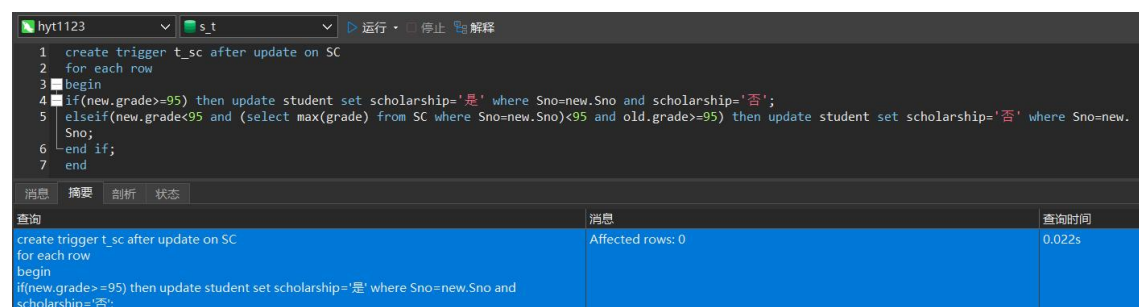 hyt1123 s_t 运行 停止 解释
1 create trigger t_sc after update on SC
2 for each row
3 begin
4 if(new.grade>=95) then update student set scholarship='是' where Sno=new.Sno and scholarship='否';
5 elseif(new.grade<95 and (select max(grade) from SC where Sno=new.Sno)<95 and old.grade>=95) then update student set scholarship='否' where Sno=new.
Sno;
6 end if;
7 end
消息 摘要 剖析 状态
查询 消息 查询时间
create trigger t_sc after update on SC Affected rows: 0 0.022s
for each row
begin
if(new.grade>=95) then update student set scholarship='是' where Sno=new.Sno and
scholarship='否';